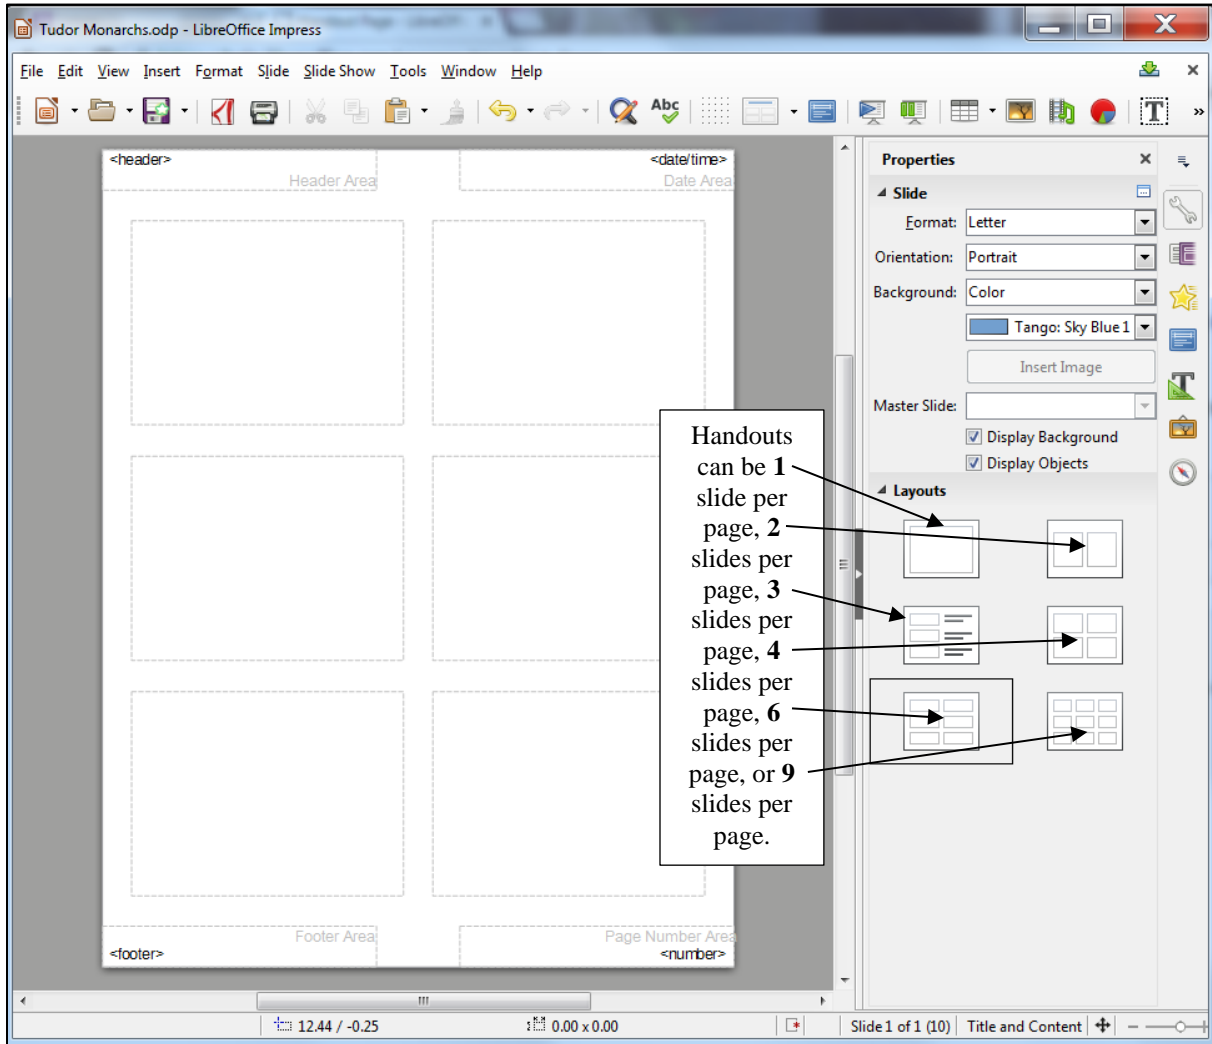 Tudor Monarchs.odp - LibreOffice Impress
File Edit View Insert Format Slide Slide Show Tools Window Help
Abc
<header>
Header Area
<date/time>
Date Area
Footer Area
<footer>
Page Number Area
<number>
Handouts
can be 1
slide per
page, 2
slides per
page, 3
slides per
page, 4
slides per
page, 6
slides per
page, or 9
slides per
page.
Properties
Slide
Format: Letter
Orientation: Portrait
Background: Color
Tango: Sky Blue 1
Insert Image
Master Slide:
Display Background
Display Objects
Layouts
12.44 / -0.25
0.00 x 0.00
Slide 1 of 1 (10)
Title and Content